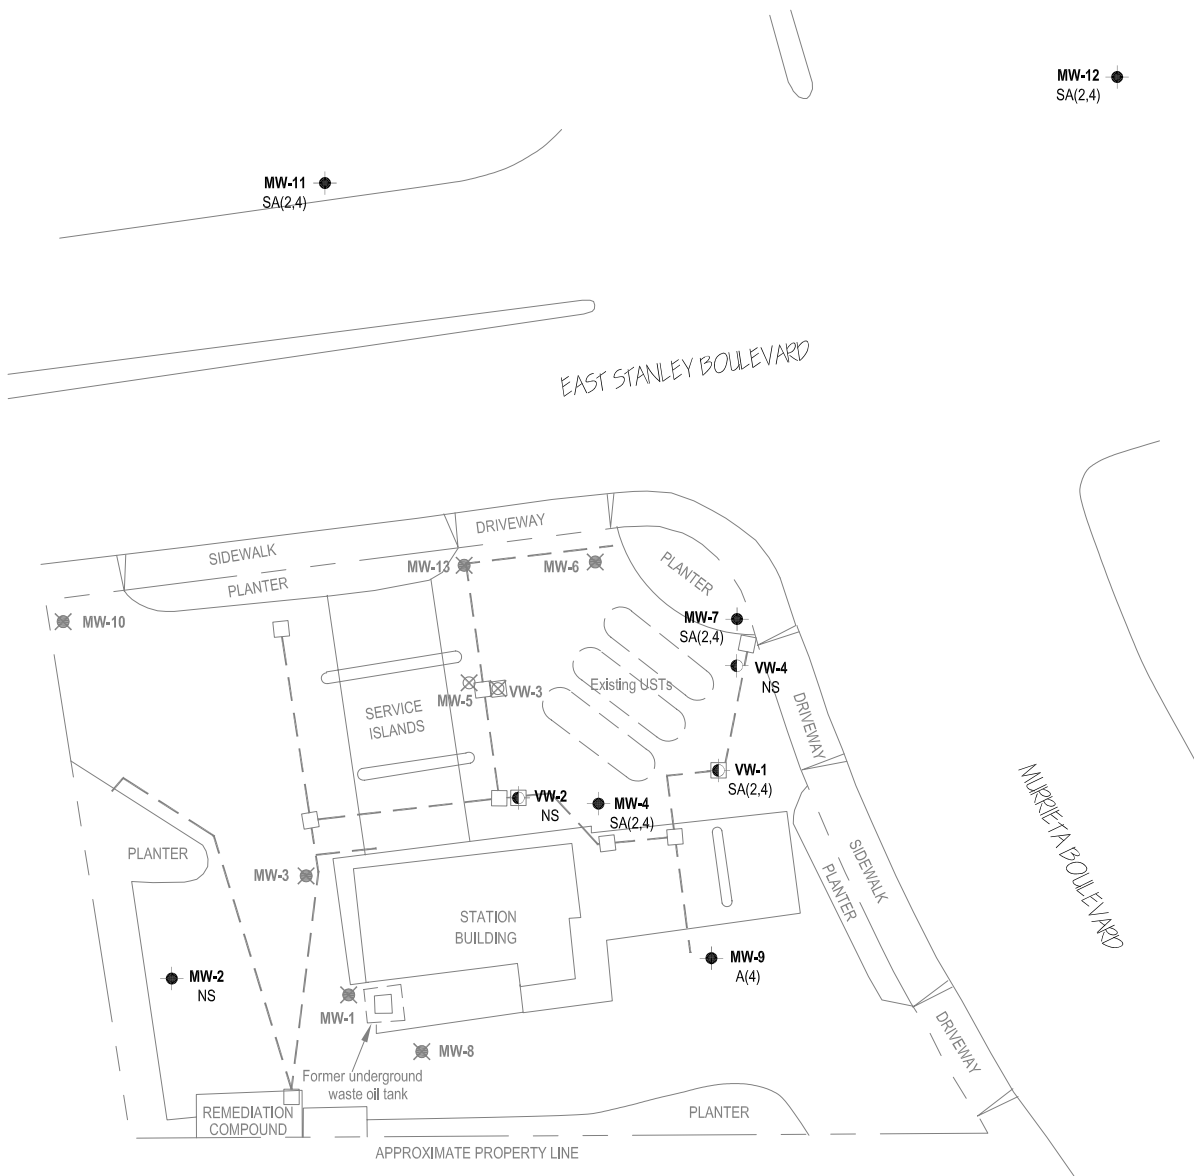 MW-12
SA(2,4)
MW-11
SA(2,4)
EAST STANLEY BOULEVARD
DRIVEWAY
SIDEWALK
MW-13
MW-6
PLANTER
PLANTER
MW-10
MW-7
SA(2,4)
VW-4
NS
Existing USTs
MW-5
VW-3
SERVICE
ISLANDS
DRIVEWAY
VW-1
SA(2,4)
VW-2
NS
MW-4
SA(2,4)
MURRIETA BOULEVARD
PLANTER
SIDEWALK
PLANTER
MW-3
STATION
BUILDING
MW-9
A(4)
MW-2
NS
MW-1
MW-8
DRIVEWAY
Former underground
waste oil tank
REMEDIATION
COMPOUND
PLANTER
APPROXIMATE PROPERTY LINE